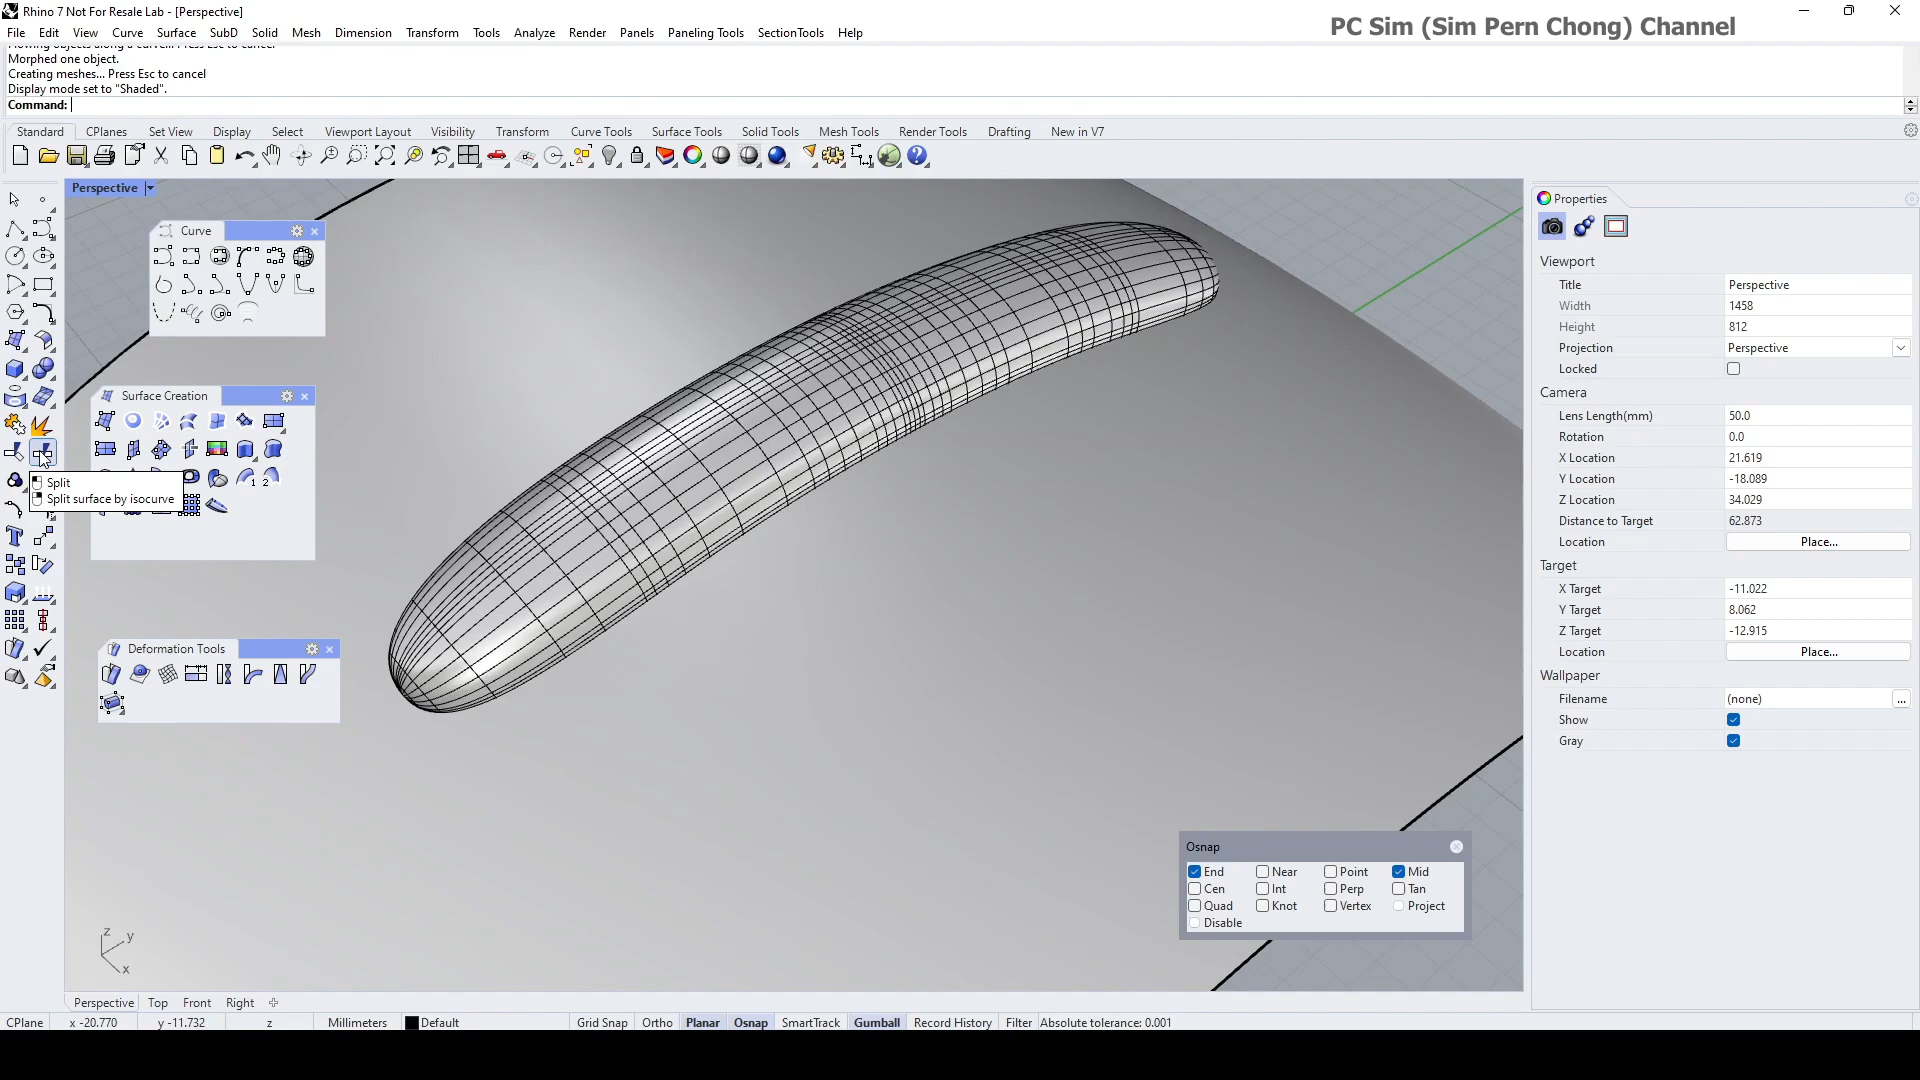 Rhino 7 Not For Resale Lab - [Perspective]
PC Sim (Sim Pern Chong) Channel
File Edit View Curve Surface SubD Solid Mesh Dimension Transform Tools Analyze Render Panels Paneling Tools SectionTools Help
Morphed one object.
Creating meshes... Press Esc to cancel
Display mode set to "Shaded".
Command:
Standard CPlanes Set View Display Select Viewport Layout Visibility Transform Curve Tools Surface Tools Solid Tools Mesh Tools Render Tools Drafting New in V7
Perspective
Curve
Surface Creation
Split
Split surface by isocurve
Deformation Tools
Properties
Viewport
Title Perspective
Width 1458
Height 812
Projection Perspective
Locked
Camera
Lens Length(mm) 50.0
Rotation 0.0
X Location 21.619
Y Location -18.089
Z Location 34.029
Distance to Target 62.873
Location Place...
Target
X Target -11.022
Y Target 8.062
Z Target -12.915
Location Place...
Wallpaper
Filename (none) ...
Show
Gray
Osnap
End Near Point Mid
Cen Int Perp Tan
Quad Knot Vertex Project
Disable
z
y
x
Perspective Top Front Right
CPlane x -20.770 y -11.732 z Millimeters Default Grid Snap Ortho Planar Osnap SmartTrack Gumball Record History Filter Absolute tolerance: 0.001